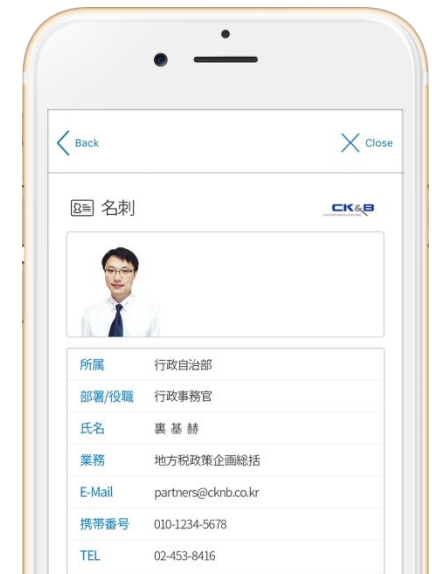 Back
Close
名刺
CK&B
所属 行政自治部
部署/役職 行政事務官
氏名 裏 基 赫
業務 地方税政策企画総括
E-Mail partners@cknb.co.kr
携帯番号 010-1234-5678
TEL 02-453-8416